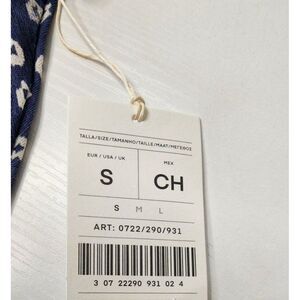 TALLA/SIZE/TAMANHO/TAILLE/MAAT/ΜΕΓΕΘΟΣ
EUR / USA / UK
MEX
S
CH
S M L
ART: 0722/290/931
3 07 22290 931 02 4